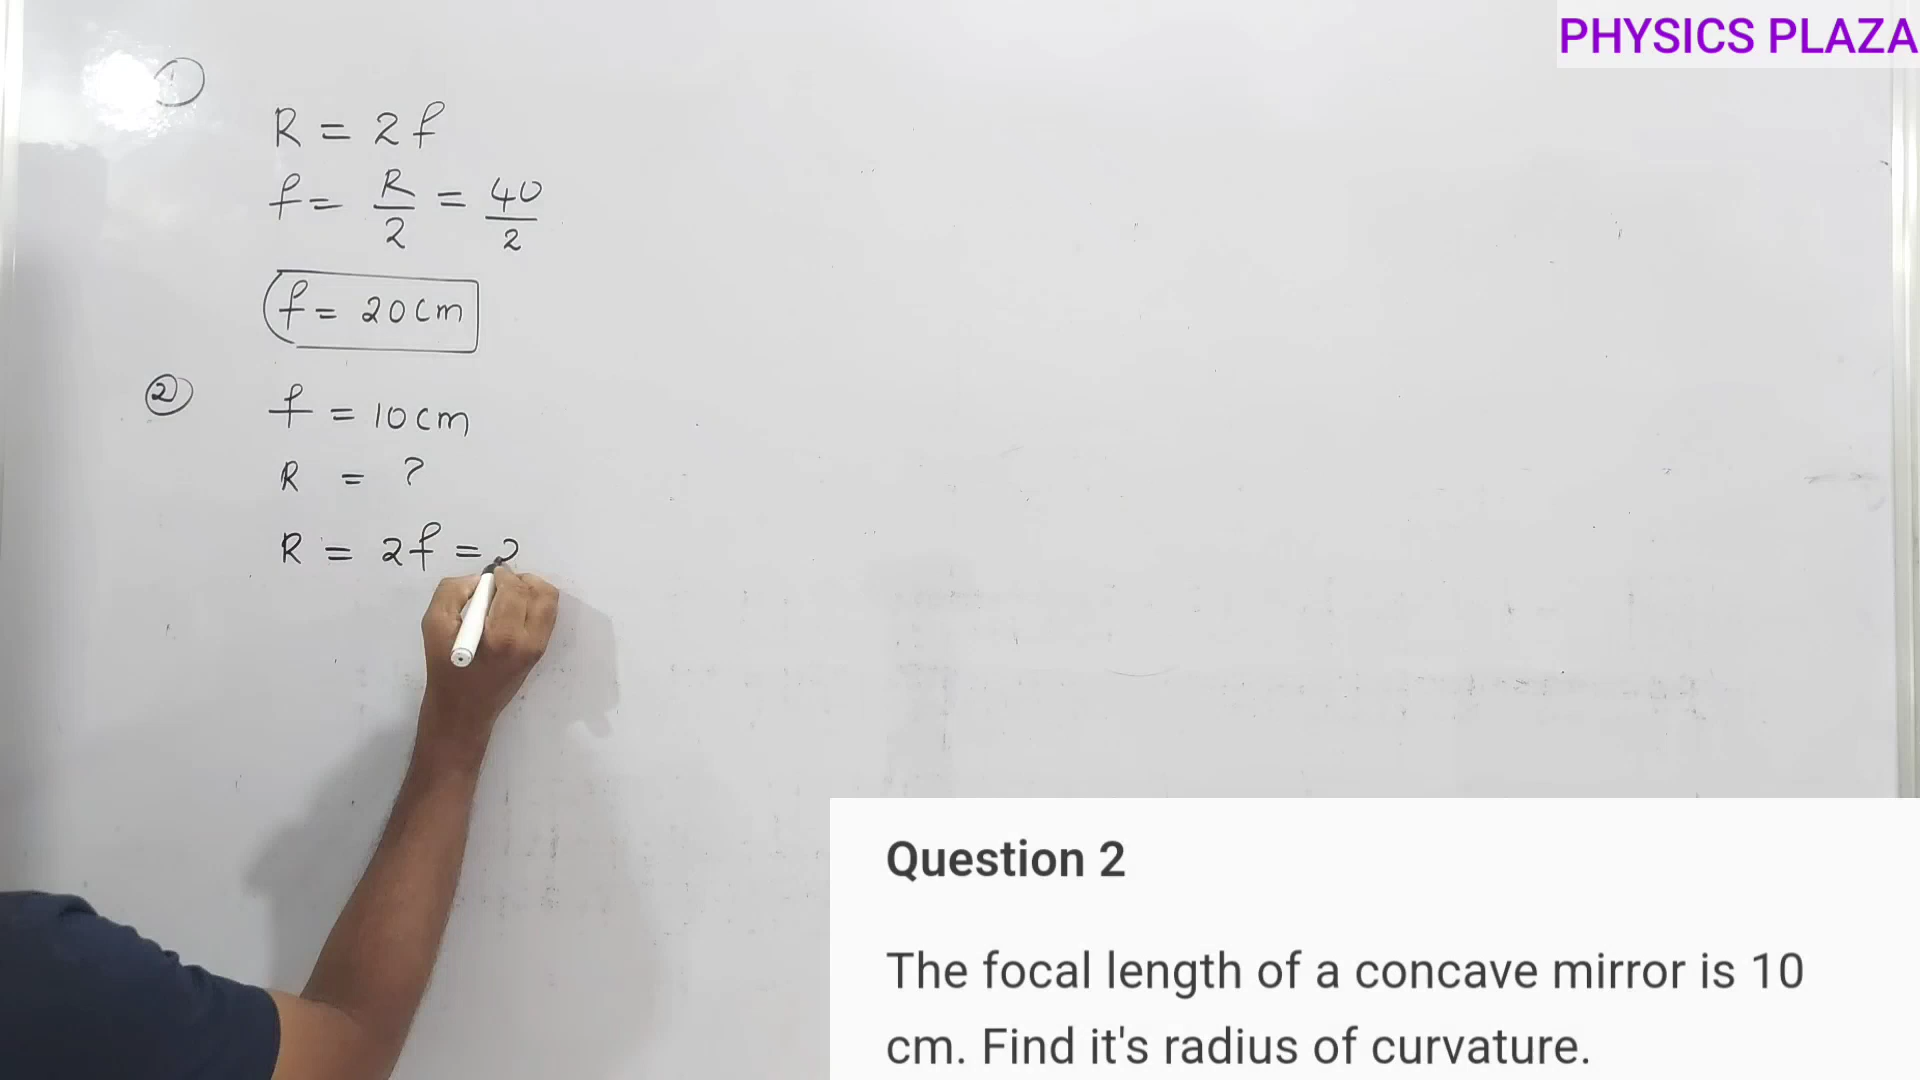 PHYSICS PLAZA
1
R = 2f
f = R/2 = 40/2
f = 20cm
2
f = 10cm
R = ?
R = 2f = 2
Question 2
The focal length of a concave mirror is 10
cm. Find it's radius of curvature.